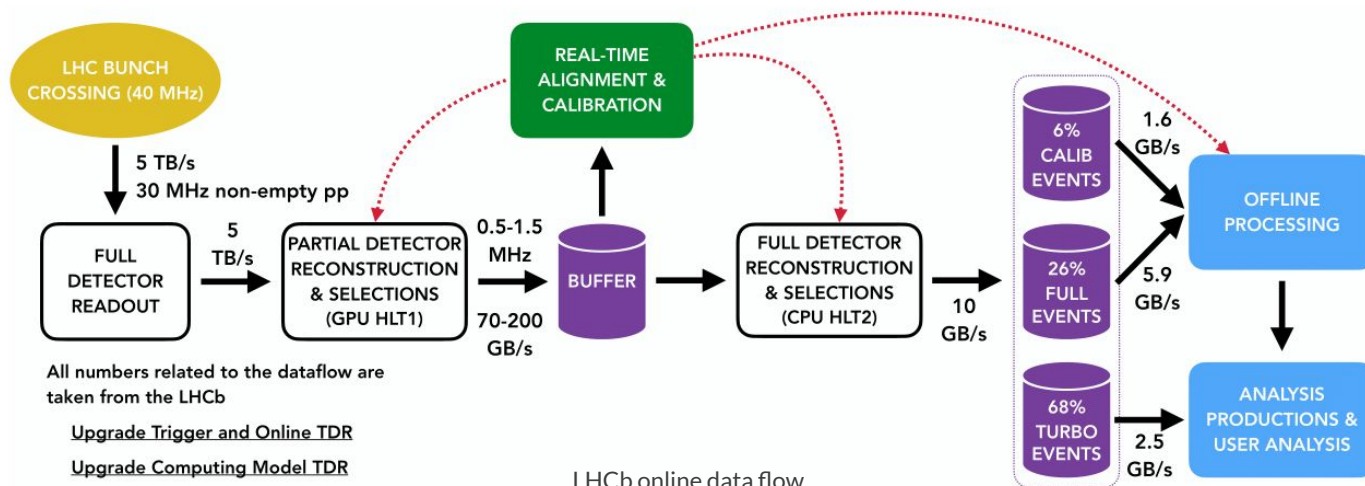 LHC BUNCH
CROSSING (40 MHz)
5 TB/s
30 MHz non-empty pp
FULL
DETECTOR
READOUT
5
TB/s
PARTIAL DETECTOR
RECONSTRUCTION
& SELECTIONS
(GPU HLT1)
0.5-1.5
MHz
70-200
GB/s
REAL-TIME
ALIGNMENT &
CALIBRATION
BUFFER
FULL DETECTOR
RECONSTRUCTION
& SELECTIONS
(CPU HLT2)
10
GB/s
6%
CALIB
EVENTS
26%
FULL
EVENTS
68%
TURBO
EVENTS
1.6
GB/s
5.9
GB/s
2.5
GB/s
OFFLINE
PROCESSING
ANALYSIS
PRODUCTIONS &
USER ANALYSIS
All numbers related to the dataflow are
taken from the LHCb
Upgrade Trigger and Online TDR
Upgrade Computing Model TDR
LHCb online data flow